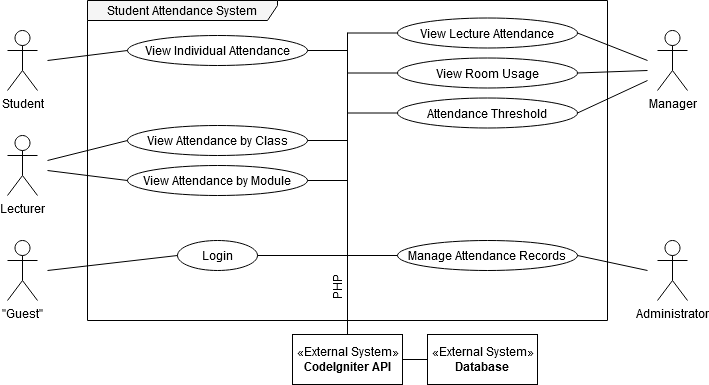 Student Attendance System
View Lecture Attendance
View Individual Attendance
View Room Usage
Student
Manager
Attendance Threshold
View Attendance by Class
View Attendance by Module
Lecturer
Login
Manage Attendance Records
PHP
"Guest"
Administrator
«External System»
CodeIgniter API
«External System»
Database